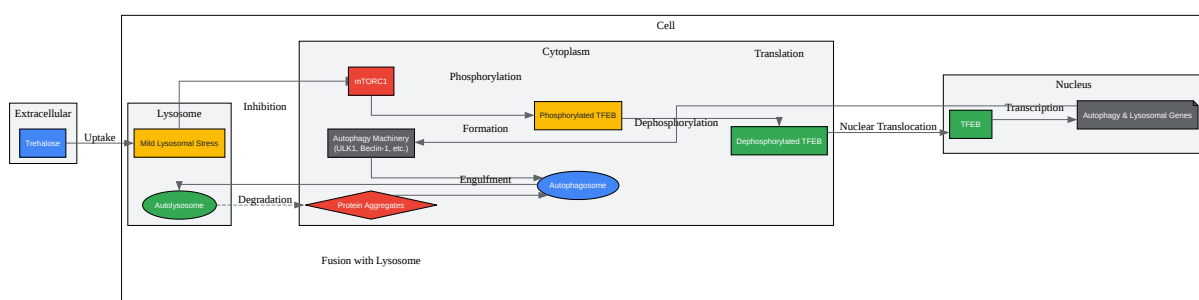 Cell
Cytoplasm
Translation
mTORC1
Phosphorylation
Nucleus
Extracellular
Lysosome
Inhibition
Transcription
Phosphorylated TFEB
Autophagy & Lysosomal Genes
TFEB
Dephosphorylation
Nuclear Translocation
Formation
Trehalose
Uptake
Mild Lysosomal Stress
Autophagy Machinery
(ULK1, Beclin-1, etc.)
Dephosphorylated TFEB
Engulfment
Autophagosome
Autolysosome
Degradation
Protein Aggregates
Fusion with Lysosome